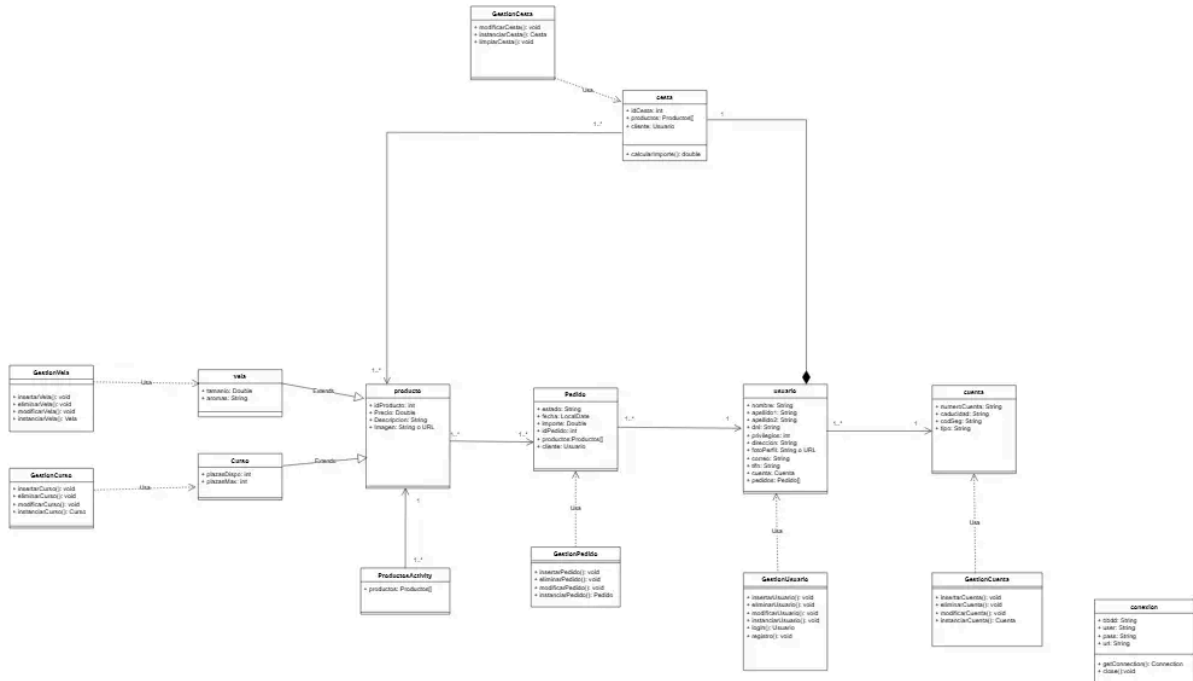 GestionCesta
+ modificarCesta(): void
+ instanciarCesta(): Cesta
+ limpiarCesta(): void
Usa
cesta
+ idCesta: int
+ productos: Productos[]
+ cliente: Usuario
+ calcularImporte(): double
1..*
1
1..*
GestionVela
+ insertarVela(): void
+ eliminarVela(): void
+ modificarVela(): void
+ instanciarVela(): Vela
Usa
vela
+ tamanio: Double
+ aromas: String
Extends
producto
+ idProducto: int
+ Precio: Double
+ Descripcion: String
+ Imagen: String o URL
1..*
1..*
Pedido
+ estado: String
+ fecha: LocalDate
+ importe: Double
+ idPedido: int
+ productos:Productos[]
+ cliente: Usuario
1..*
1
usuario
+ nombre: String
+ apellido1: String
+ apellido2: String
+ dni: String
+ privilegios: int
+ direccion: String
+ fotoPerfil: String o URL
+ correo: String
+ tlfn: String
+ cuenta: Cuenta
+ pedidos: Pedido[]
1..*
1
cuenta
+ numeroCuenta: String
+ caducidad: String
+ codSeg: String
+ tipo: String
GestionCurso
+ insertarCurso(): void
+ eliminarCurso(): void
+ modificarCurso(): void
+ instanciarCurso(): Curso
Usa
Curso
+ plazasDispo: int
+ plazasMax: int
Extends
1
1..*
ProductosActivity
+ productos: Productos[]
Usa
GestionPedido
+ insertarPedido(): void
+ eliminarPedido(): void
+ modificarPedido(): void
+ instanciarPedido(): Pedido
Usa
GestionUsuario
+ insertarUsuario(): void
+ eliminarUsuario(): void
+ modificarUsuario(): void
+ instanciarUsuario(): void
+ login(): Usuario
+ registro(): void
Usa
GestionCuenta
+ insertarCuenta(): void
+ eliminarCuenta(): void
+ modificarCuenta(): void
+ instanciarCuenta(): Cuenta
conexion
+ bbdd: String
+ user: String
+ pass: String
+ url: String
+ getConnection(): Connection
+ close():void